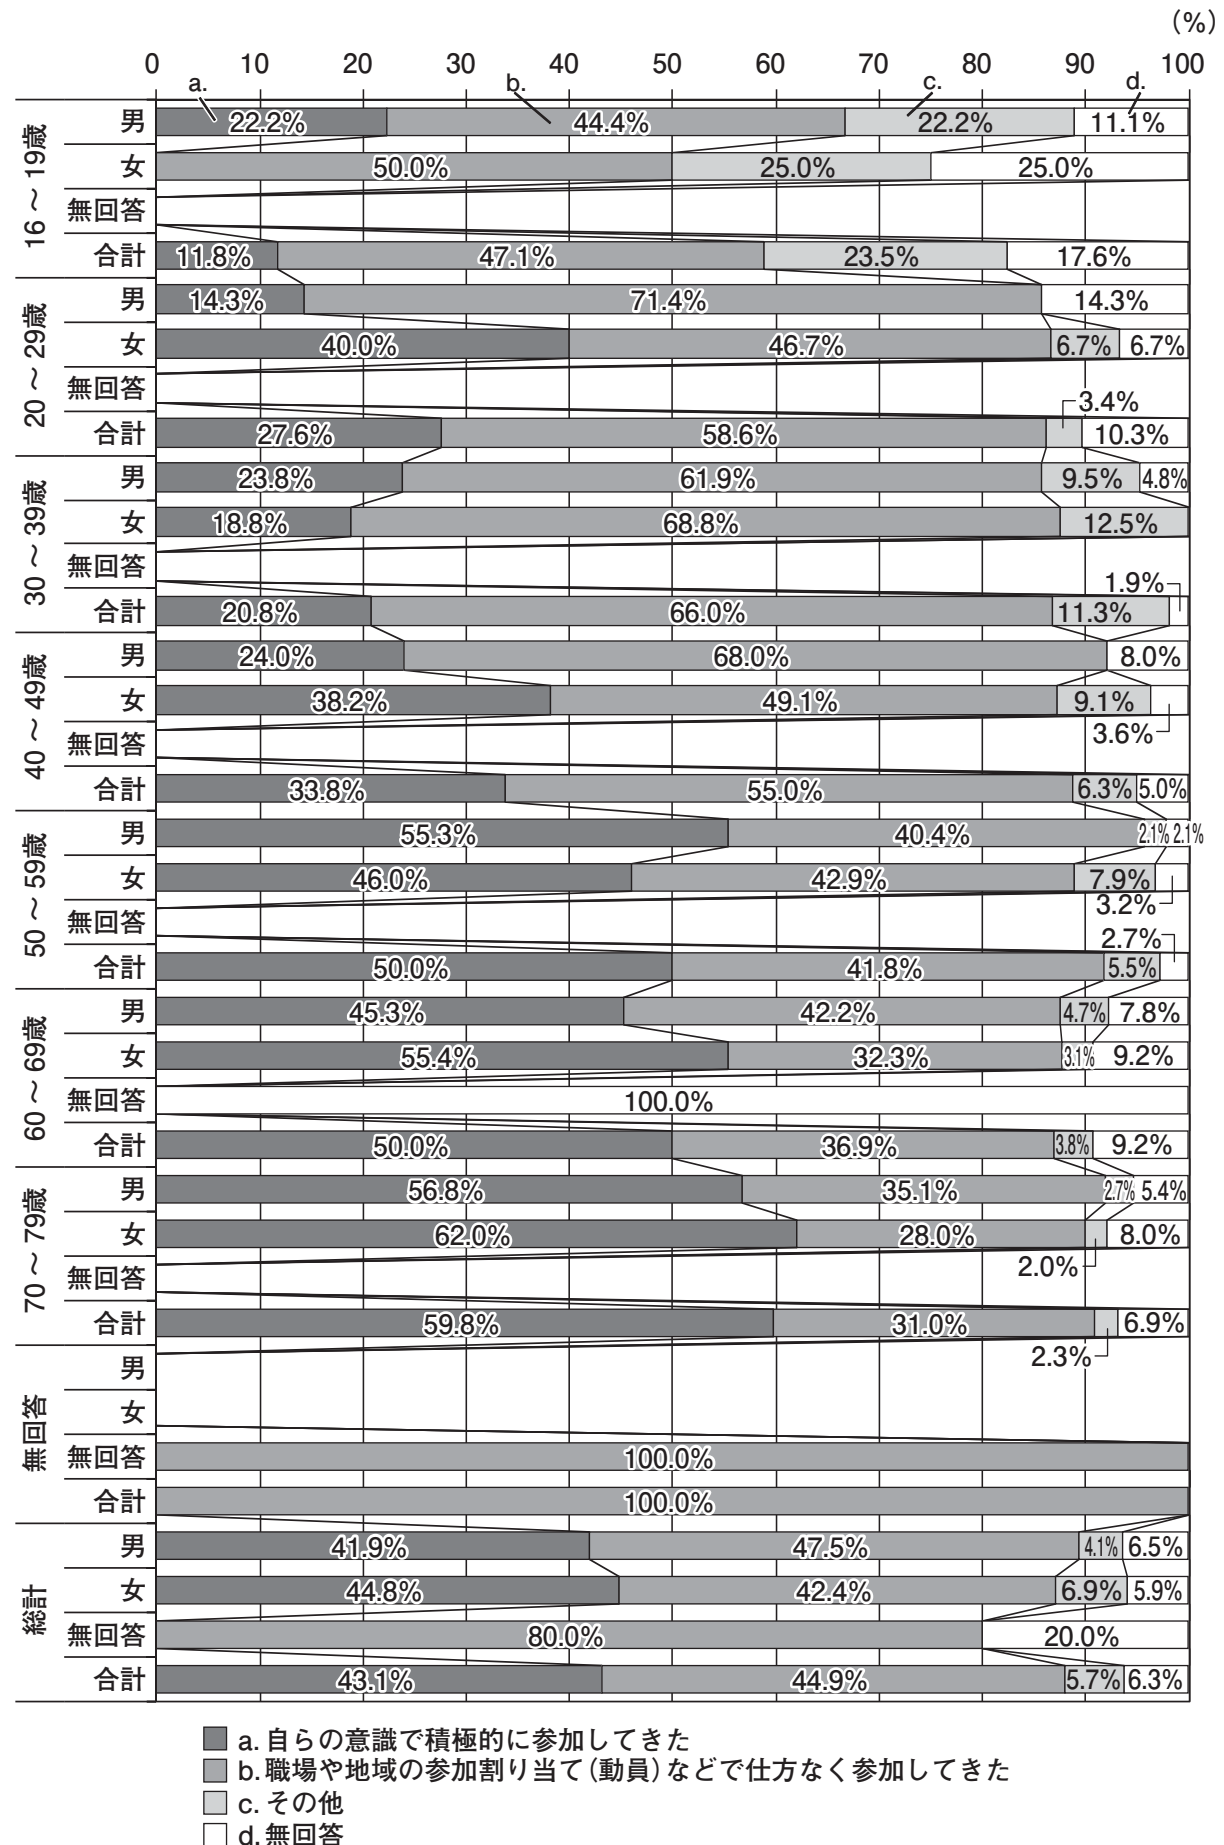 (%)
0 10 20 30 40 50 60 70 80 90 100
a. b. c. d.
16～19歳
男 22.2% 44.4% 22.2% 11.1%
女 50.0% 25.0% 25.0%
無回答
合計 11.8% 47.1% 23.5% 17.6%
20～29歳
男 14.3% 71.4% 14.3%
女 40.0% 46.7% 6.7% 6.7%
無回答
合計 27.6% 58.6% 3.4% 10.3%
30～39歳
男 23.8% 61.9% 9.5% 4.8%
女 18.8% 68.8% 12.5%
無回答
合計 20.8% 66.0% 11.3% 1.9%
40～49歳
男 24.0% 68.0% 8.0%
女 38.2% 49.1% 9.1% 3.6%
無回答
合計 33.8% 55.0% 6.3% 5.0%
50～59歳
男 55.3% 40.4% 2.1% 2.1%
女 46.0% 42.9% 7.9% 3.2%
無回答
合計 50.0% 41.8% 5.5% 2.7%
60～69歳
男 45.3% 42.2% 4.7% 7.8%
女 55.4% 32.3% 3.1% 9.2%
無回答 100.0%
合計 50.0% 36.9% 3.8% 9.2%
70～79歳
男 56.8% 35.1% 2.7% 5.4%
女 62.0% 28.0% 2.0% 8.0%
無回答
合計 59.8% 31.0% 2.3% 6.9%
無回答
男
女
無回答 100.0%
合計 100.0%
総計
男 41.9% 47.5% 4.1% 6.5%
女 44.8% 42.4% 6.9% 5.9%
無回答 80.0% 20.0%
合計 43.1% 44.9% 5.7% 6.3%
a. 自らの意識で積極的に参加してきた
b. 職場や地域の参加割り当て(動員)などで仕方なく参加してきた
c. その他
d. 無回答